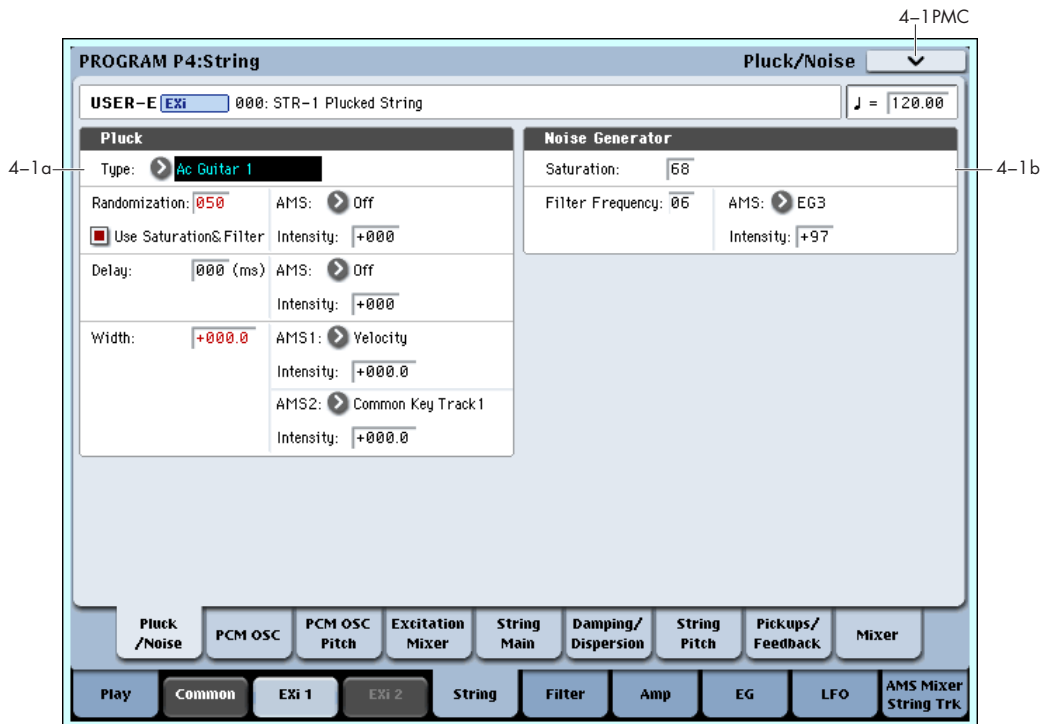 4-1PMC
PROGRAM P4:String
Pluck/Noise
USER-E EXi 000: STR-1 Plucked String
♩ = 120.00
4-1a
Pluck
Type: Ac Guitar 1
Randomization: 050 AMS: Off
Use Saturation&Filter Intensity: +000
Delay: 000 (ms) AMS: Off
Intensity: +000
Width: +000.0 AMS1: Velocity
Intensity: +000.0
AMS2: Common Key Track1
Intensity: +000.0
Noise Generator
4-1b
Saturation: 68
Filter Frequency: 06 AMS: EG3
Intensity: +97
Pluck
/Noise
PCM OSC
PCM OSC
Pitch
Excitation
Mixer
String
Main
Damping/
Dispersion
String
Pitch
Pickups/
Feedback
Mixer
Play
Common
EXi 1
EXi 2
String
Filter
Amp
EG
LFO
AMS Mixer
String Trk